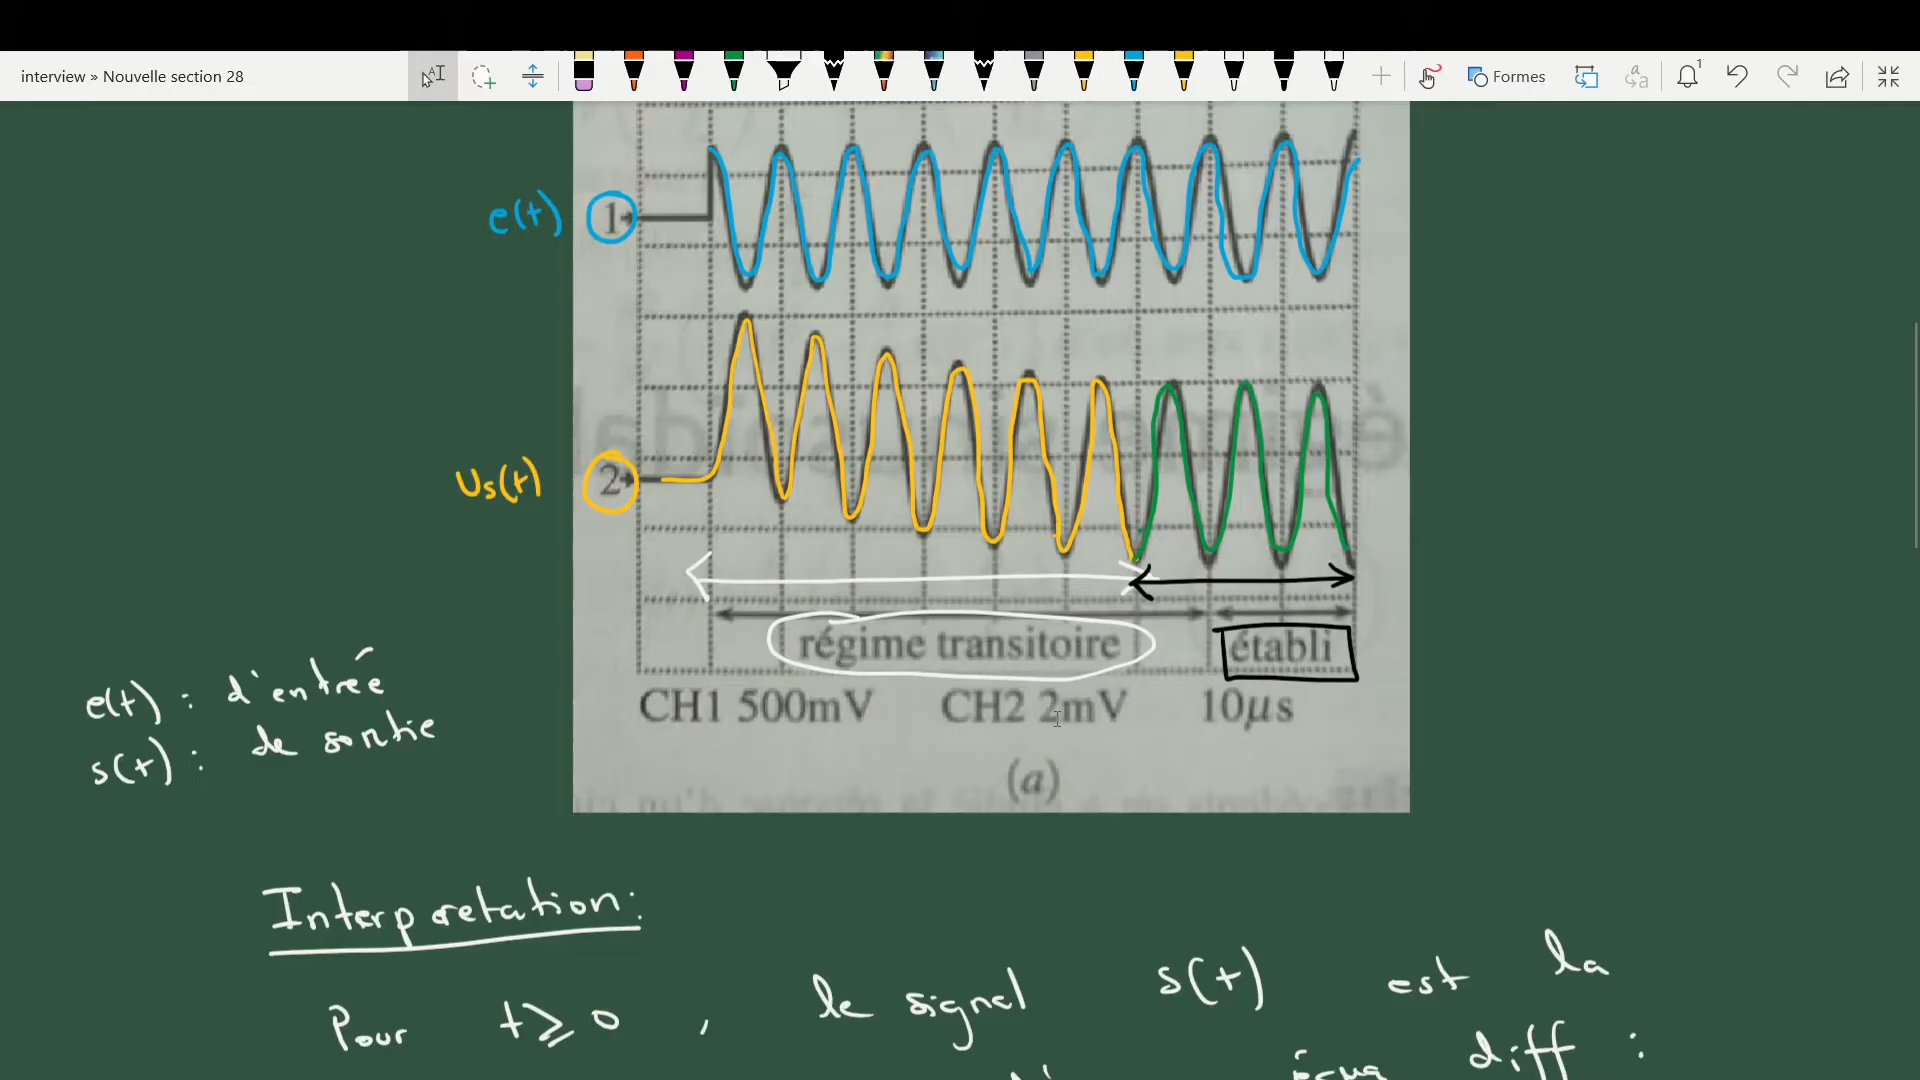 interview » Nouvelle section 28
Formes
1
e(t) 1
Us(t) 2
régime transitoire établi
CH1 500mV CH2 2mV 10µs
(a)
e(t) : d'entrée
s(t) : de sortie
Interpretation:
Pour t≥0, le signal s(t) est la
diff :